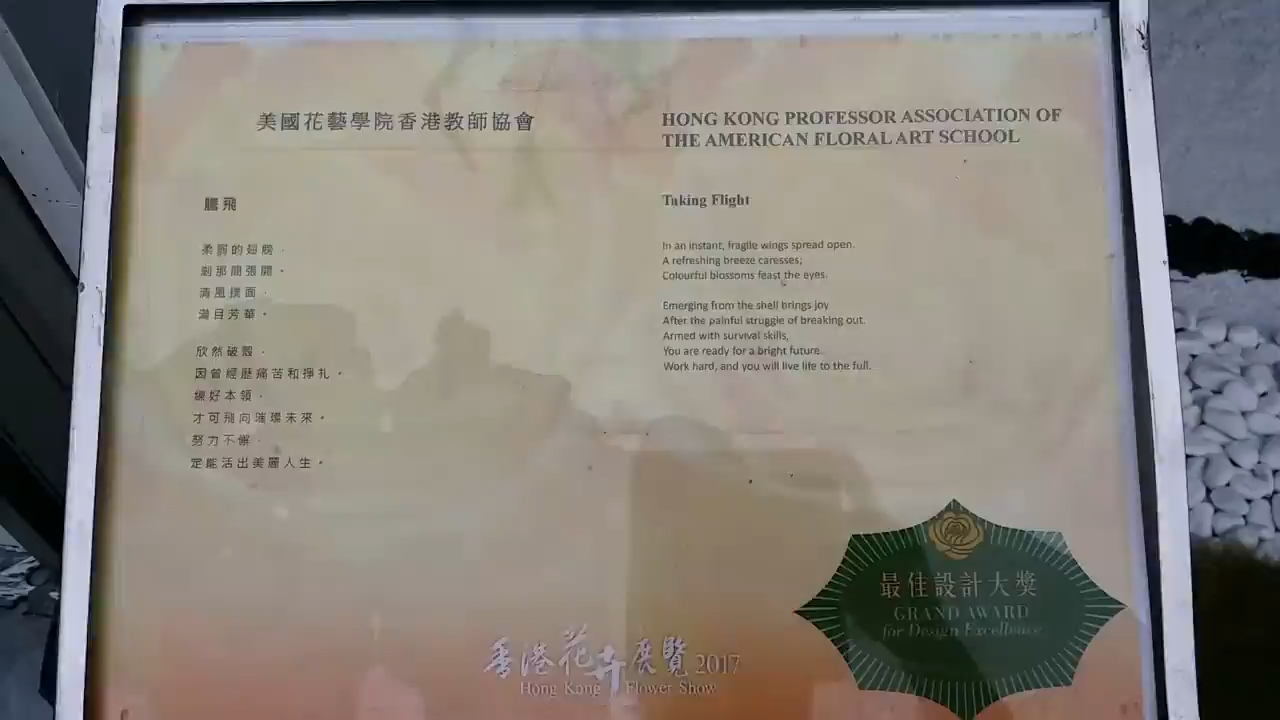 美國花藝學院香港教師協會
騰飛
柔弱的翅膀，
剎那間張開。
清風撲面，
滿目芳華。
欣然破殼，
因曾經歷痛苦和掙扎。
練好本領，
才可飛向璀璨未來。
努力不懈，
定能活出美麗人生。
HONG KONG PROFESSOR ASSOCIATION OF
THE AMERICAN FLORAL ART SCHOOL
Taking Flight
In an instant, fragile wings spread open.
A refreshing breeze caresses;
Colourful blossoms feast the eyes.
Emerging from the shell brings joy
After the painful struggle of breaking out.
Armed with survival skills,
You are ready for a bright future.
Work hard, and you will live life to the full.
最佳設計大獎
GRAND AWARD
for Design Excellence
香港花卉展覽 2017
Hong Kong Flower Show